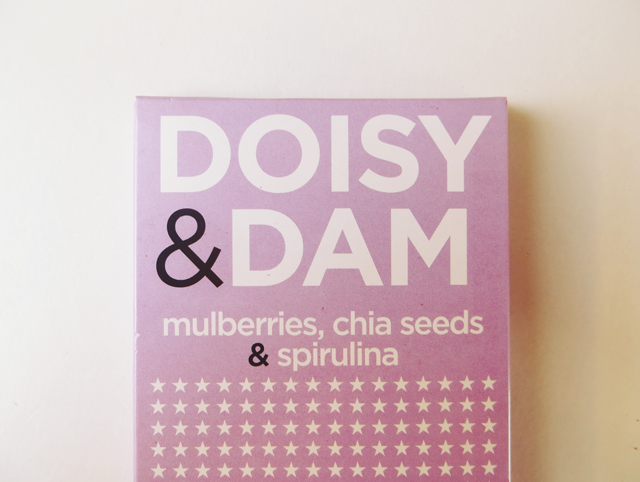 DOISY
& DAM
mulberries, chia seeds
& spirulina